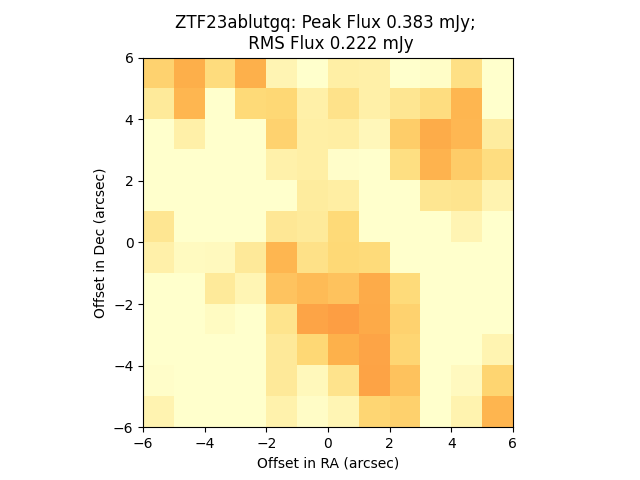 ZTF23ablutgq: Peak Flux 0.383 mJy;
RMS Flux 0.222 mJy
6
4
2
0
−2
−4
−6
Offset in Dec (arcsec)
−6 −4 −2 0 2 4 6
Offset in RA (arcsec)